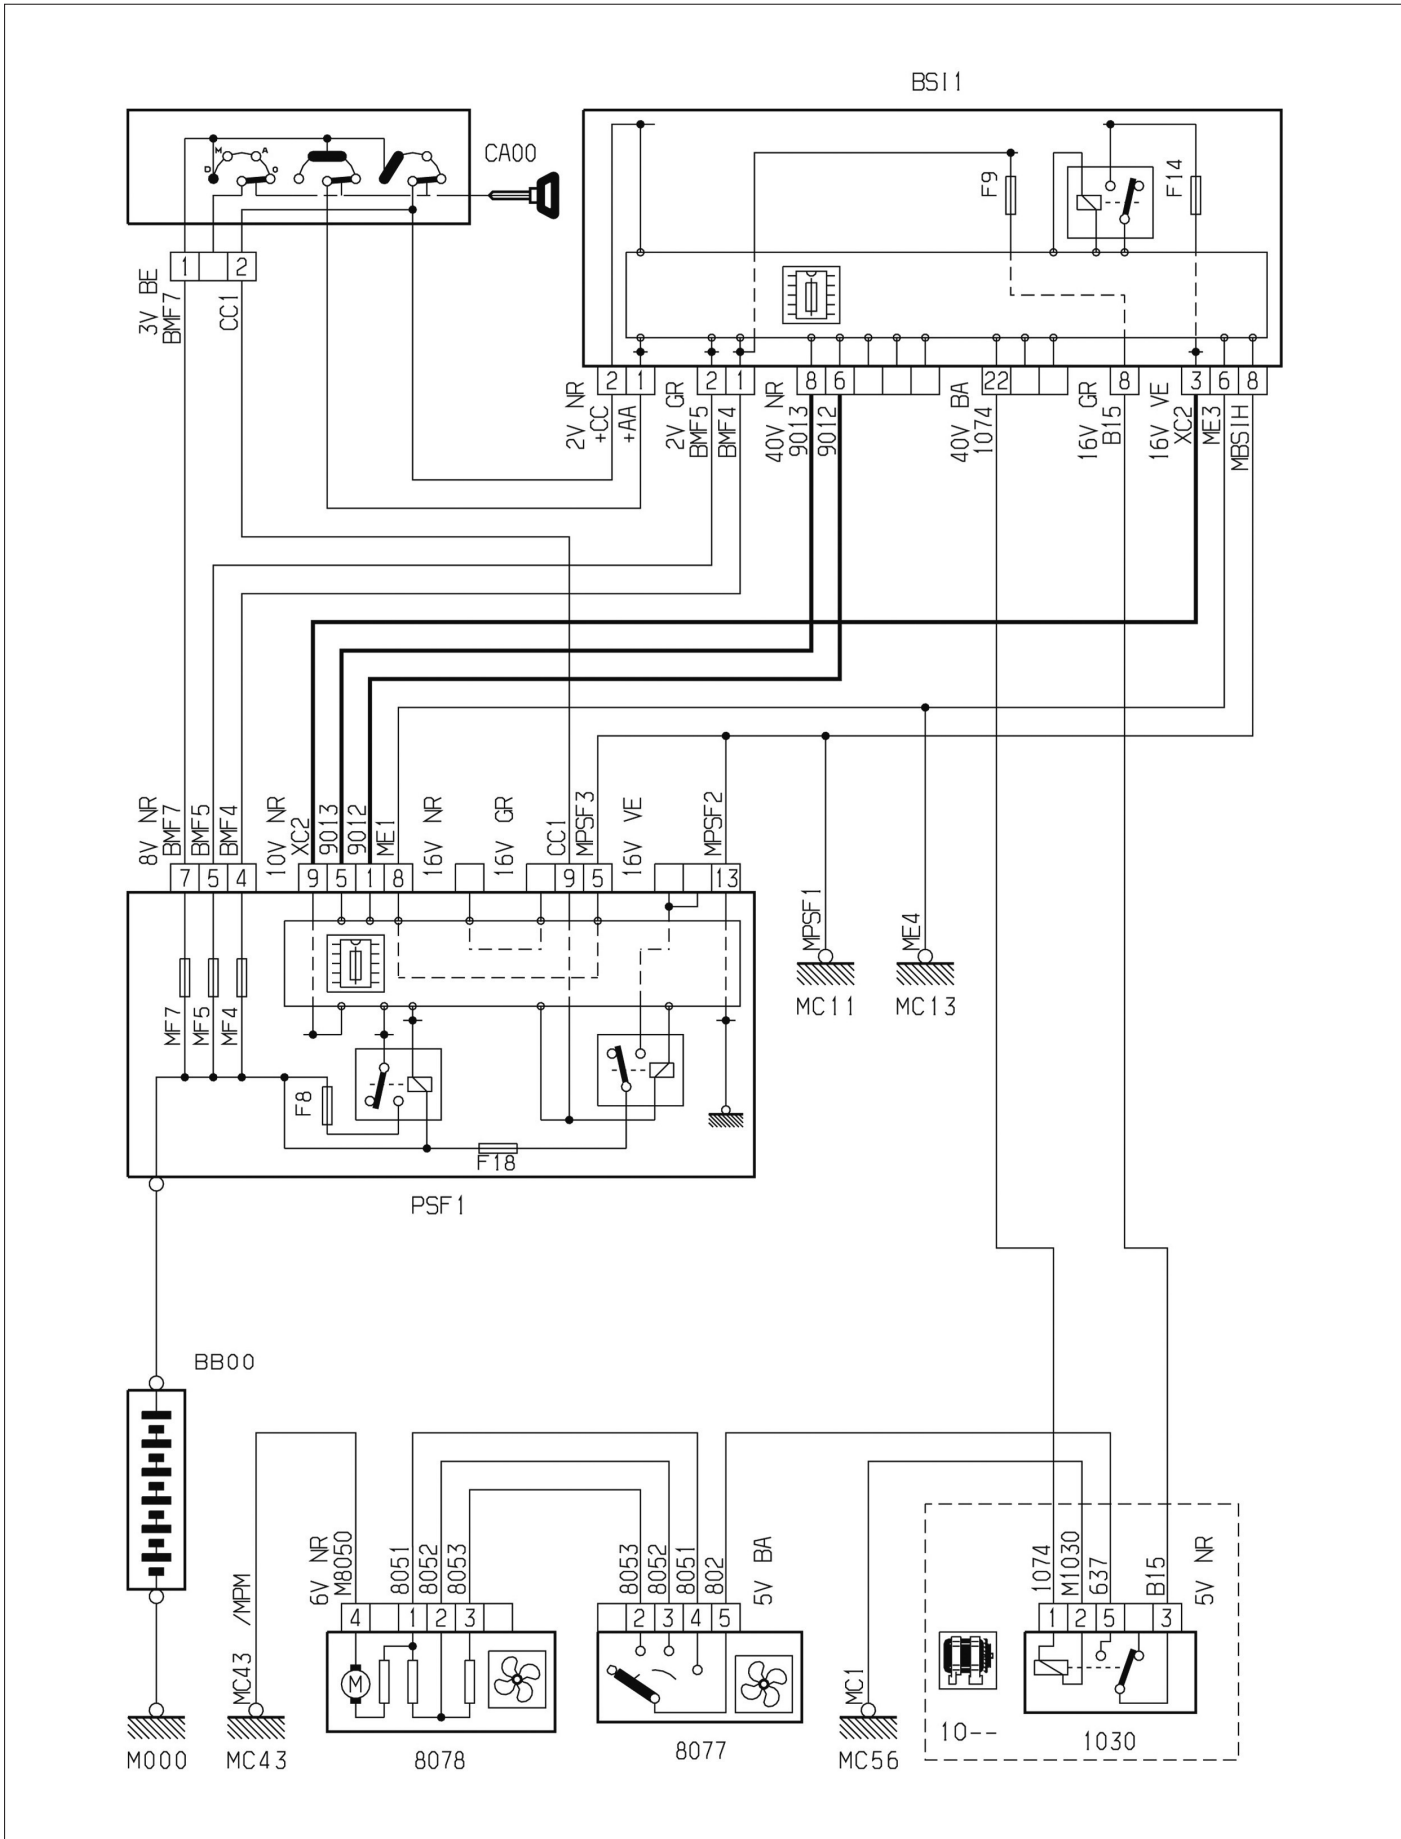 BSI1
CA00
M
A
D
O
F9
F14
1
2
3V BE
BMF7
CC1
2
1
2
1
8
6
22
8
3
6
8
2V NR
+CC
+AA
2V GR
BMF5
BMF4
40V NR
9013
9012
40V BA
1074
16V GR
B15
16V VE
XC2
ME3
MBSIH
8V NR
BMF7
BMF5
BMF4
10V NR
XC2
9013
9012
ME1
16V NR
16V GR
CC1
MPSF3
16V VE
MPSF2
7
5
4
9
5
1
8
9
5
13
MPSF1
ME4
MC11
MC13
MF7
MF5
MF4
F8
F18
PSF1
BB00
MC43 /MPM
6V NR
M8050
8051
8052
8053
8053
8052
8051
802
5V BA
1074
M1030
637
B15
5V NR
4
1
2
3
2
3
4
5
1
2
5
3
M
MC1
10--
1030
M000
MC43
8078
8077
MC56